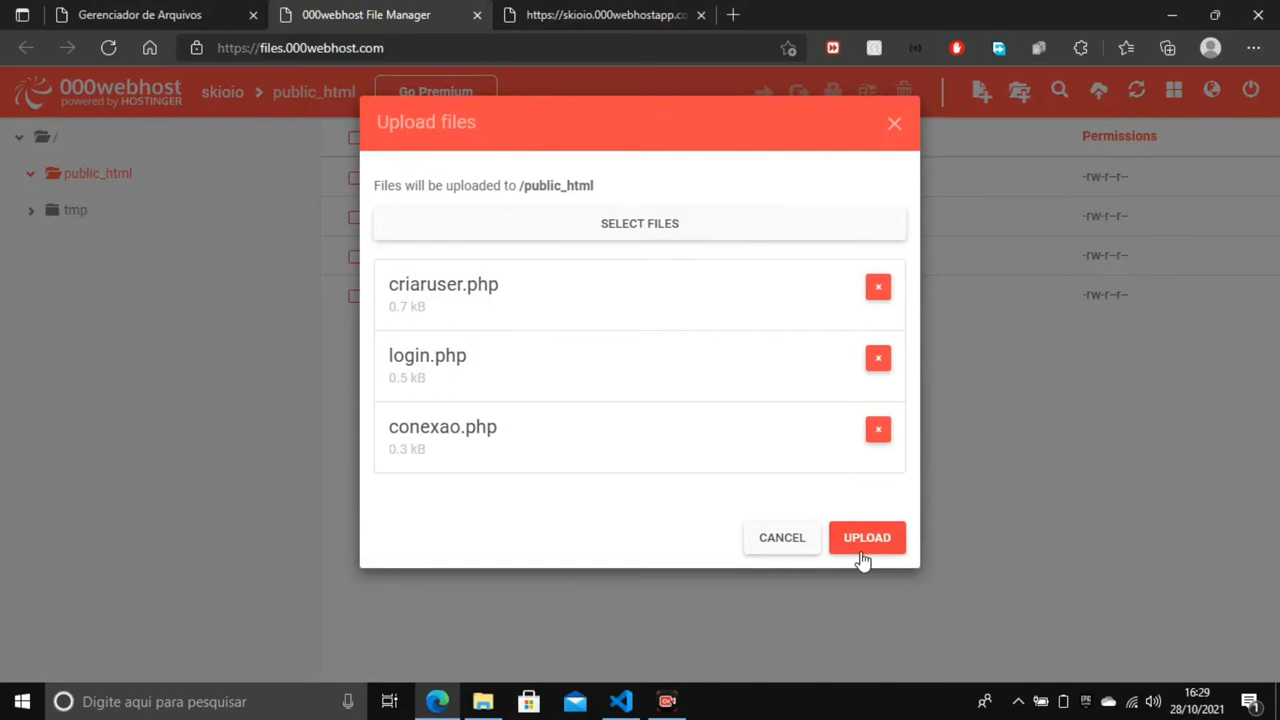 Gerenciador de Arquivos
000webhost File Manager
https://skioio.000webhostapp.co
https://files.000webhost.com
000webhost
powered by HOSTINGER
skioio > public_html
Go Premium
Upload files
/
public_html
tmp
Permissions
-rw-r--r--
-rw-r--r--
-rw-r--r--
-rw-r--r--
Files will be uploaded to /public_html
SELECT FILES
criaruser.php
0.7 kB
login.php
0.5 kB
conexao.php
0.3 kB
CANCEL
UPLOAD
Digite aqui para pesquisar
16:29
28/10/2021
1